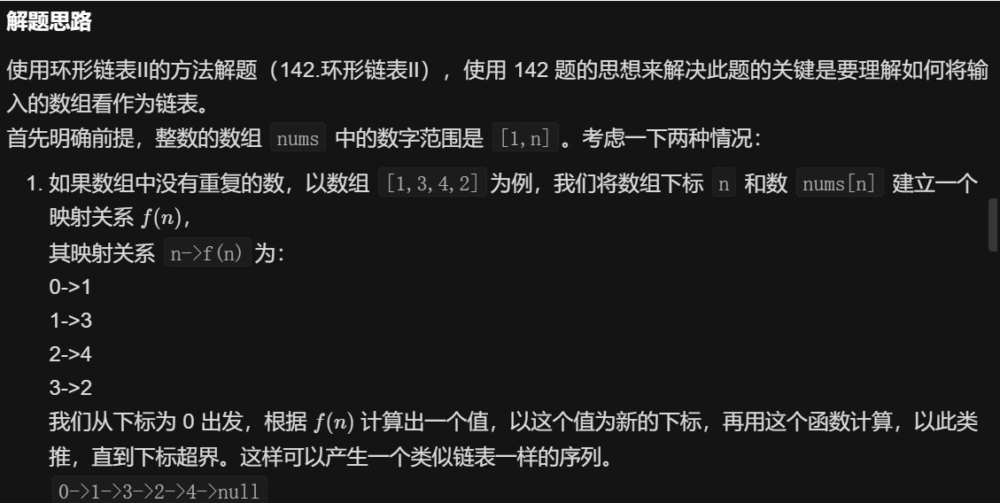 解题思路
使用环形链表II的方法解题（142.环形链表II），使用 142 题的思想来解决此题的关键是要理解如何将输
入的数组看作为链表。
首先明确前提，整数的数组 nums 中的数字范围是 [1,n]。考虑一下两种情况：
1. 如果数组中没有重复的数，以数组 [1,3,4,2]为例，我们将数组下标 n 和数 nums[n] 建立一个
映射关系 f(n)，
其映射关系 n->f(n)为：
0->1
1->3
2->4
3->2
我们从下标为 0 出发，根据 f(n) 计算出一个值，以这个值为新的下标，再用这个函数计算，以此类
推，直到下标超界。这样可以产生一个类似链表一样的序列。
0->1->3->2->4->null